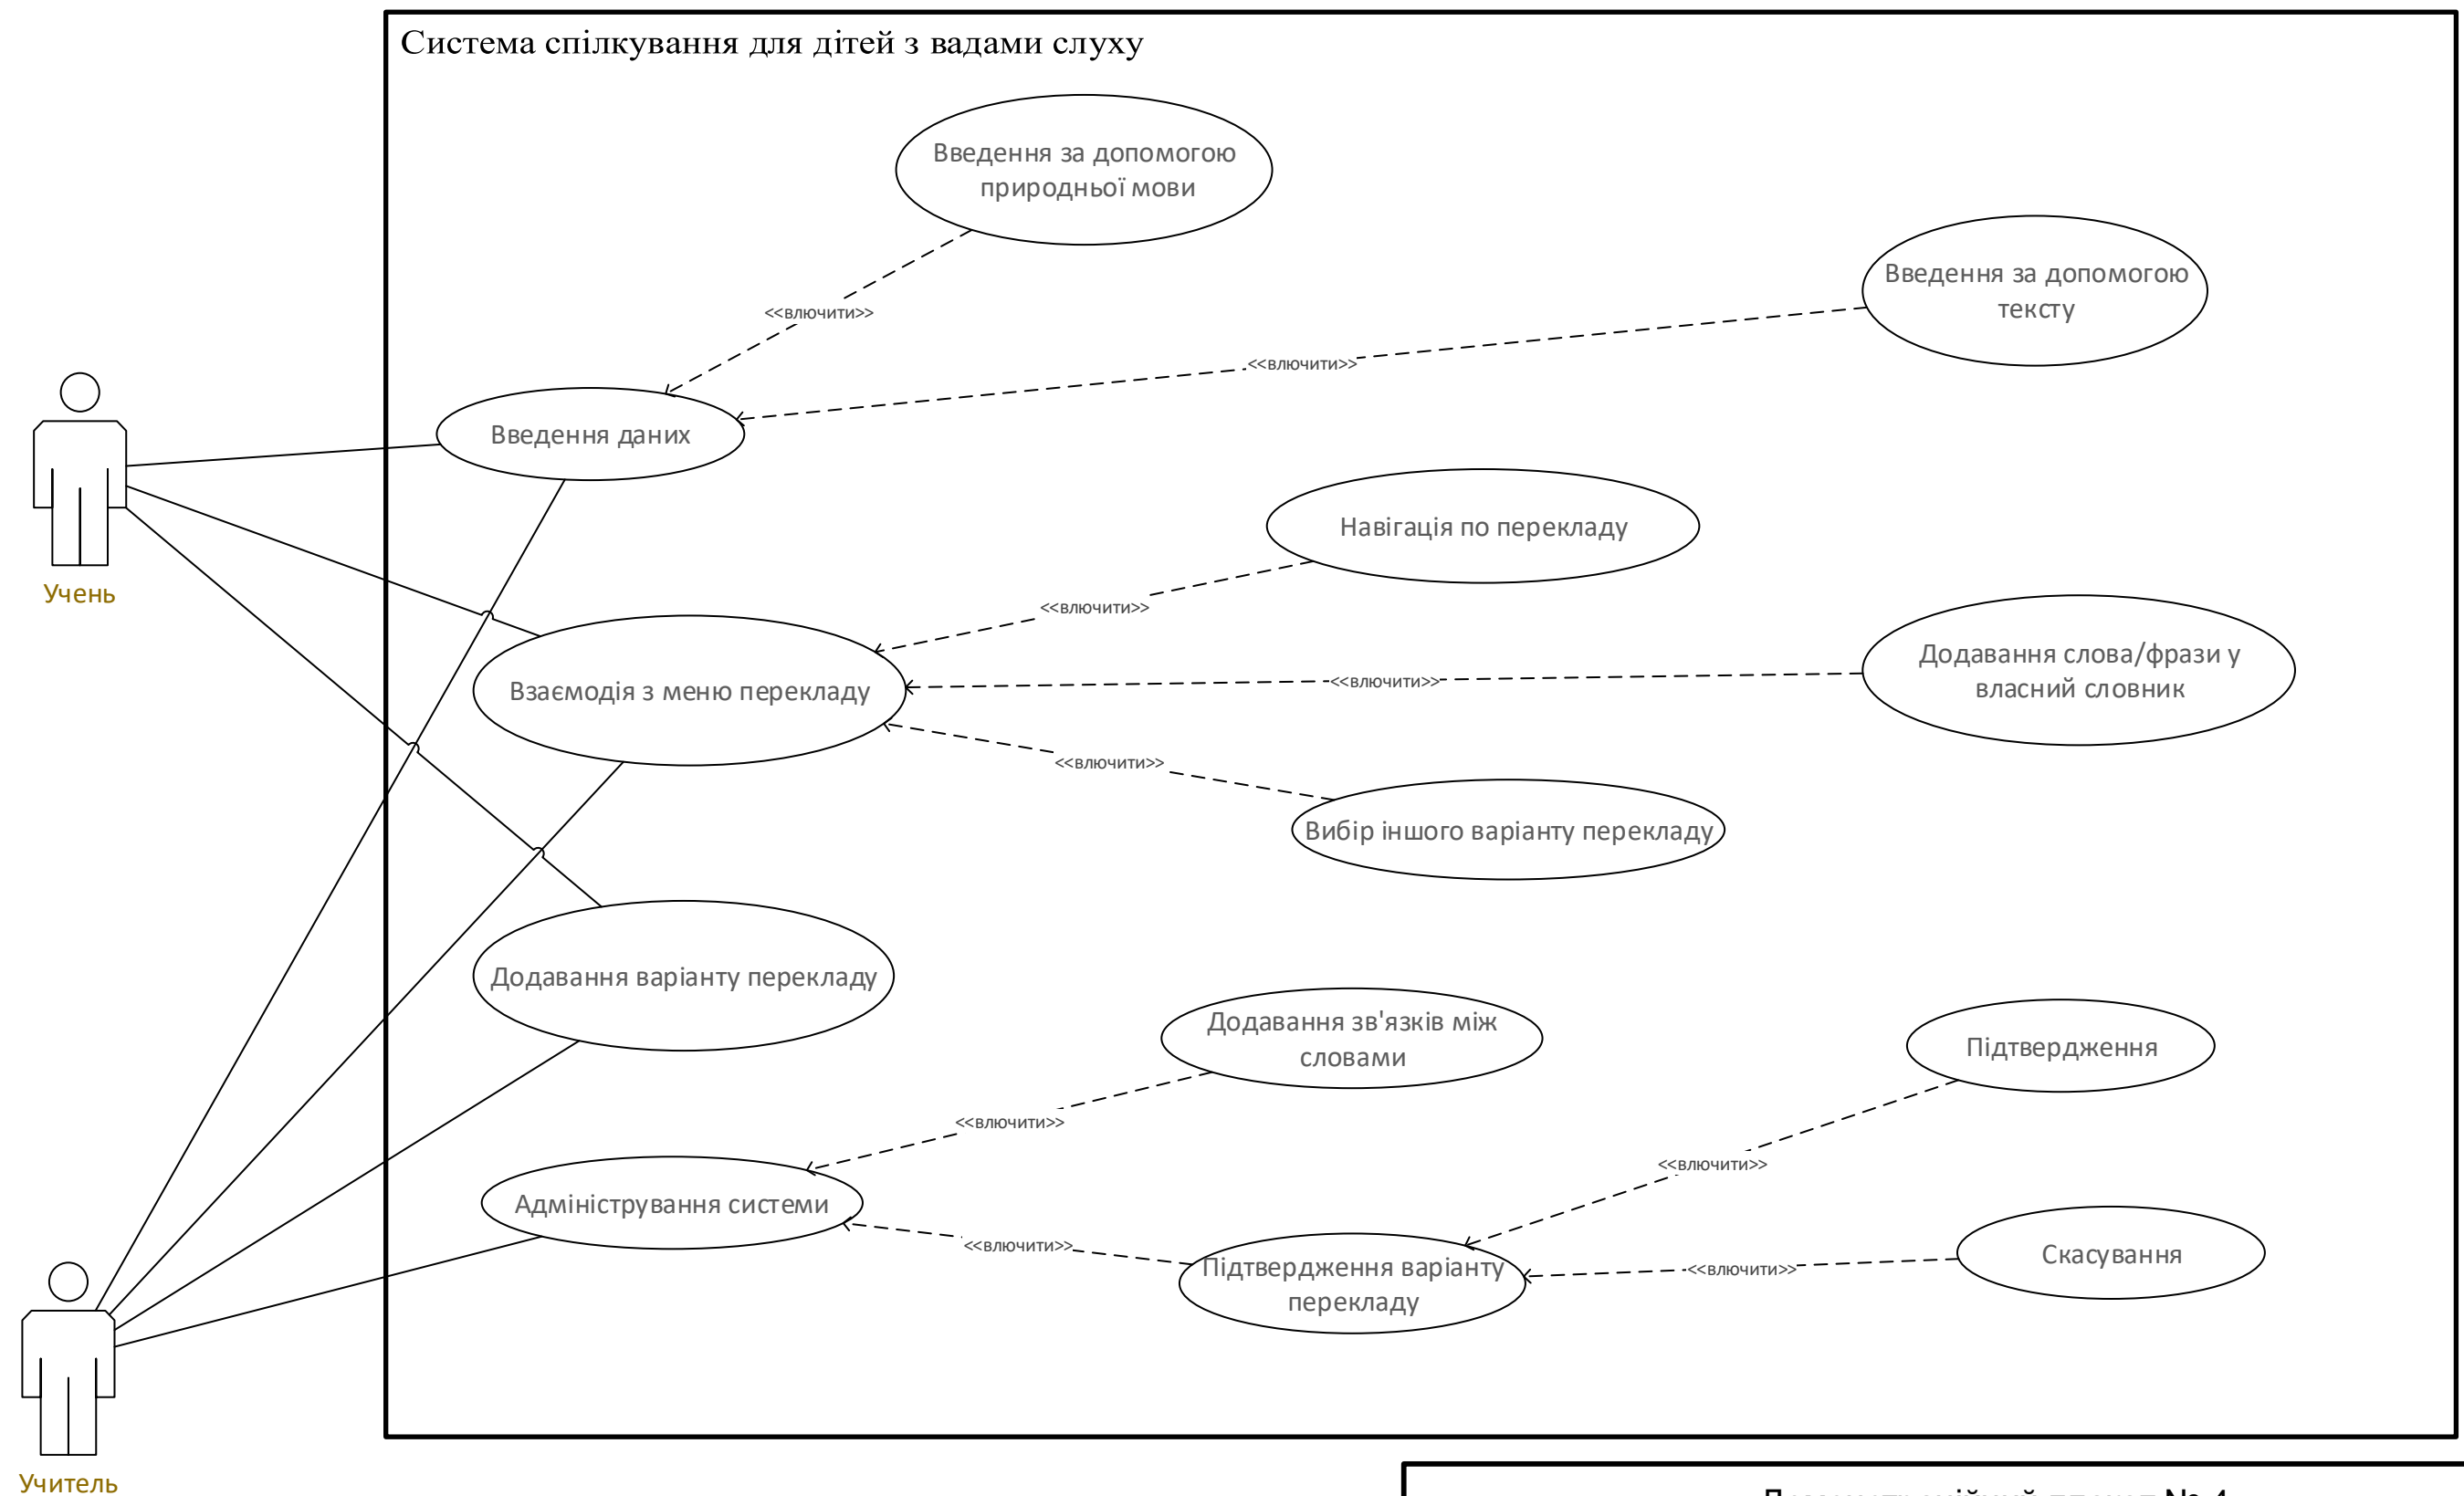 Система спілкування для дітей з вадами слуху
Введення за допомогою
природньої мови
Введення за допомогою
тексту
<<влючити>>
<<влючити>>
Введення даних
Навігація по перекладу
Учень
<<влючити>>
Додавання слова/фрази у
власний словник
Взаємодія з меню перекладу
<<влючити>>
<<влючити>>
Вибір іншого варіанту перекладу
Додавання варіанту перекладу
Додавання зв'язків між
словами
Підтвердження
<<влючити>>
<<влючити>>
Адміністрування системи
<<влючити>>
Підтвердження варіанту
перекладу
<<влючити>>
Скасування
Учитель